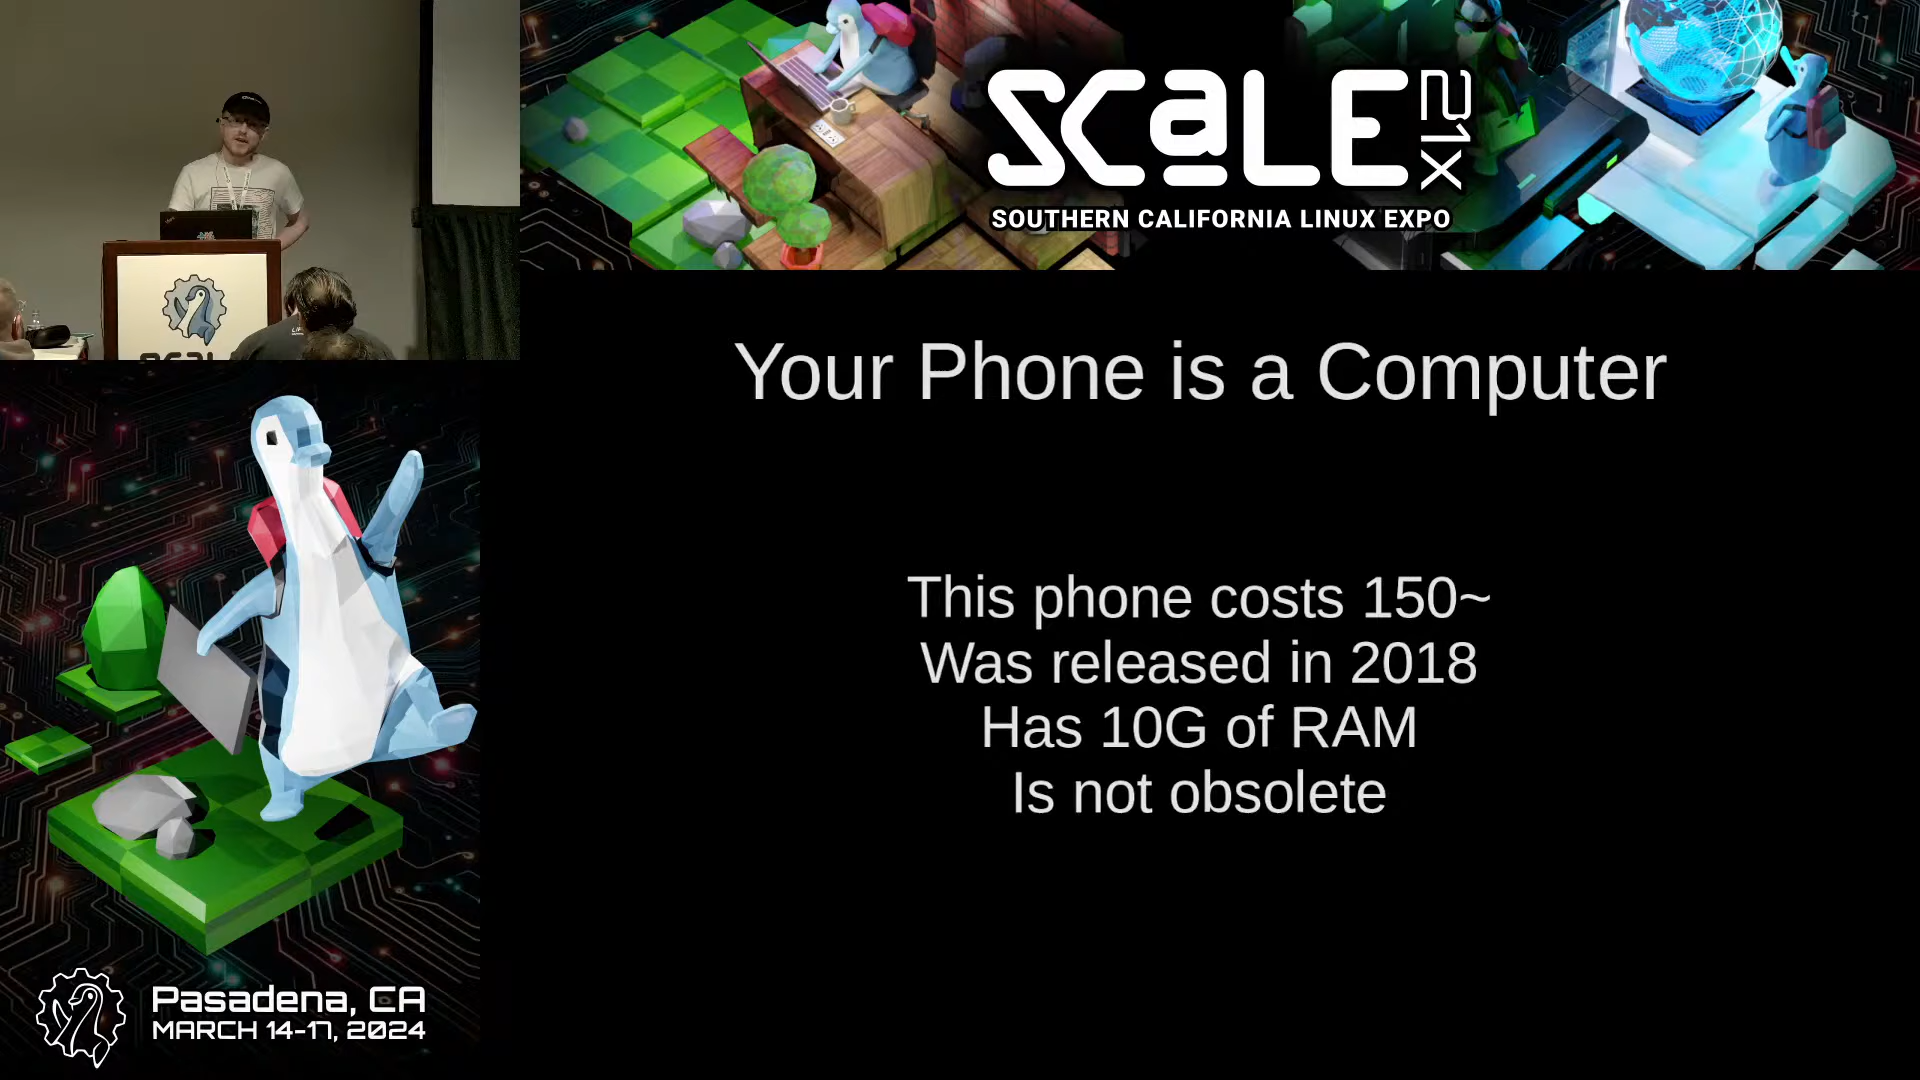 SCaLE 21X
SOUTHERN CALIFORNIA LINUX EXPO
Your Phone is a Computer
This phone costs 150~
Was released in 2018
Has 10G of RAM
Is not obsolete
SCALE
Pasadena, CA
MARCH 14-17, 2024